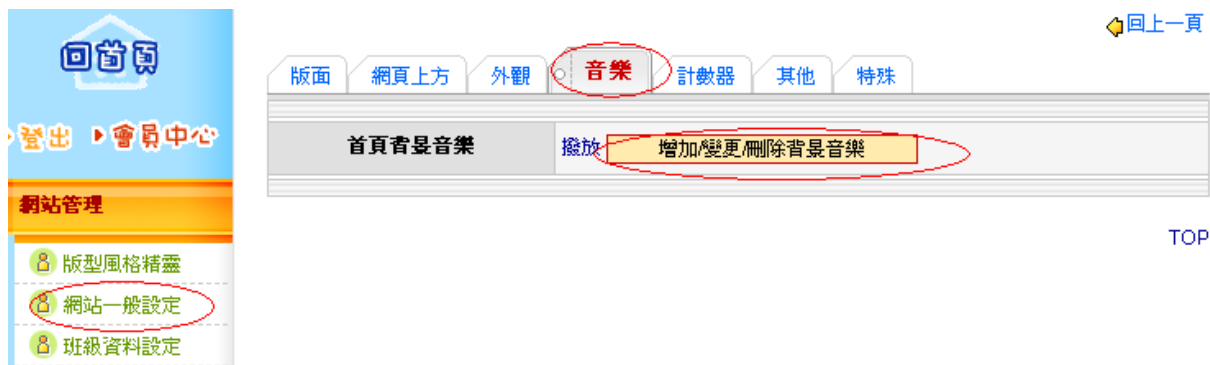 回上一頁
回首頁
版面 網頁上方 外觀 音樂 計數器 其他 特殊
登出 會員中心
首頁背景音樂 撥放 增加/變更/刪除背景音樂
網站管理
TOP
版型風格精靈
網站一般設定
班級資料設定